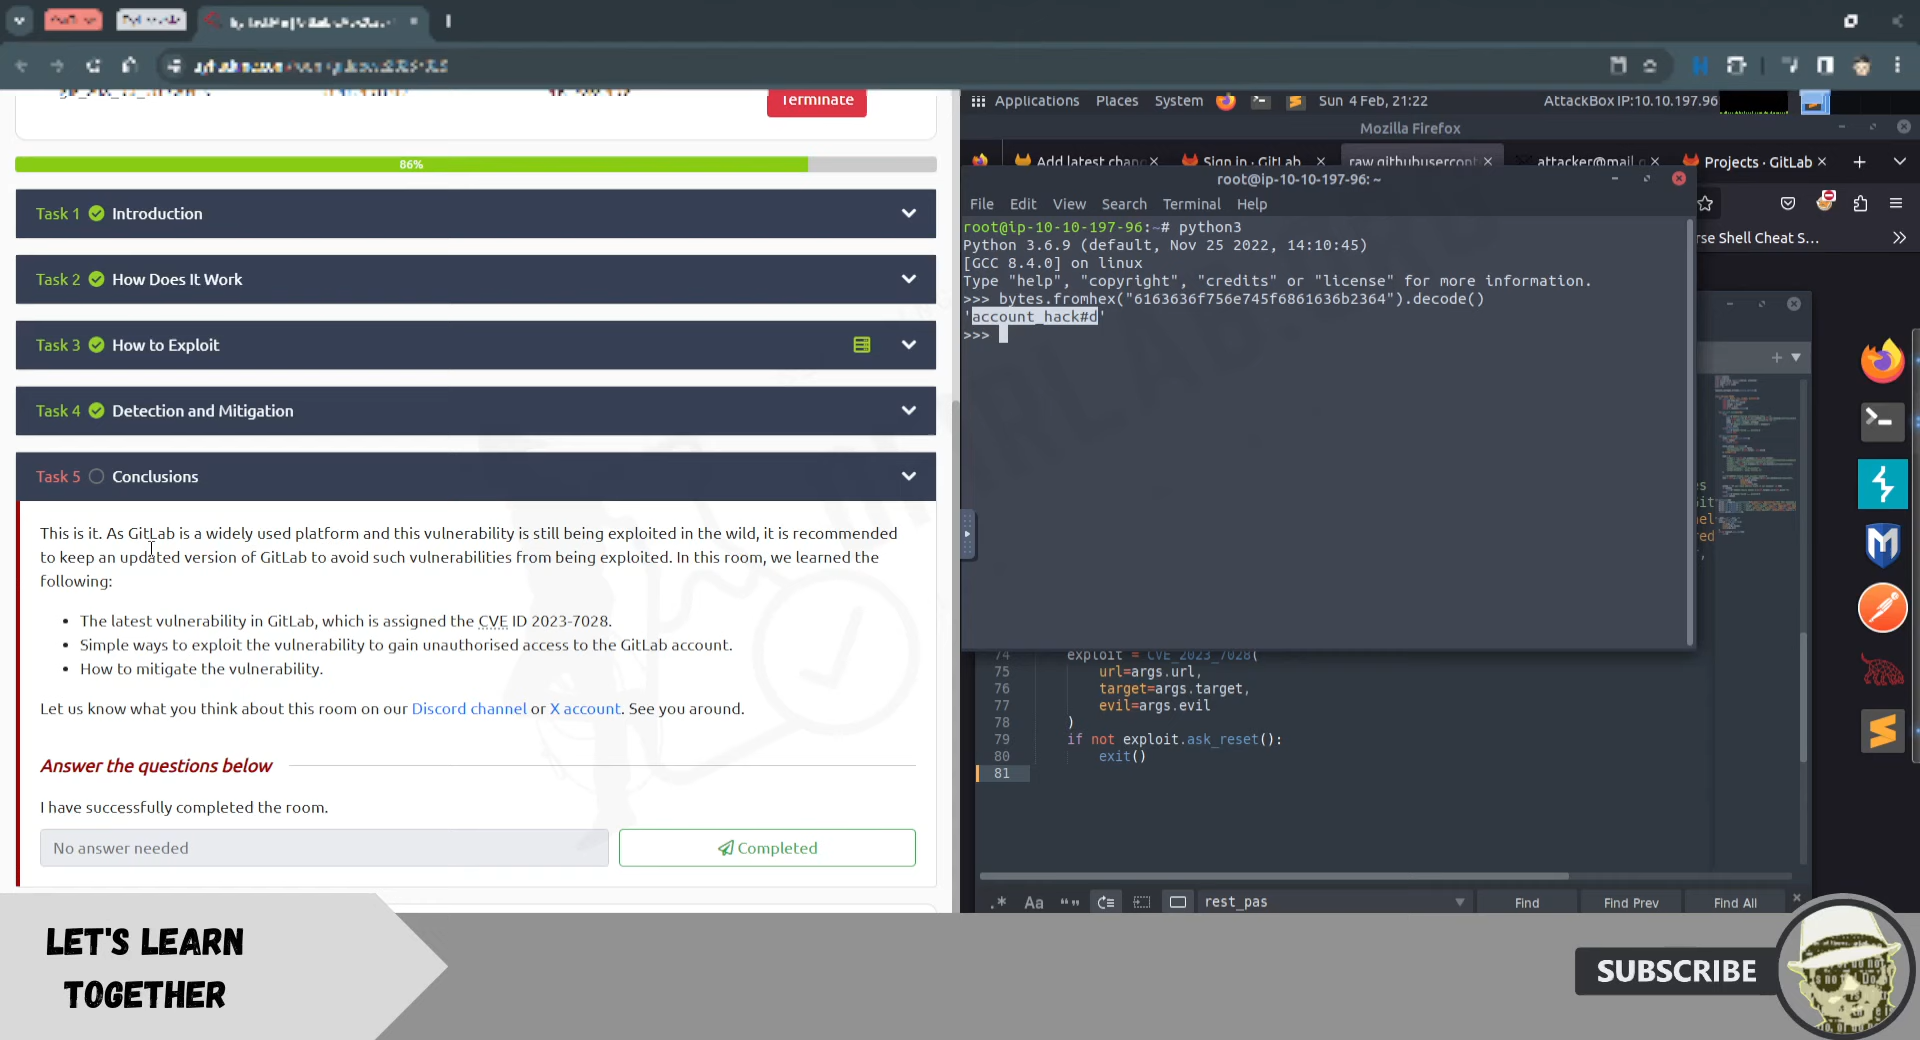 Terminate
86%
Task 1 Introduction
Task 2 How Does It Work
Task 3 How to Exploit
Task 4 Detection and Mitigation
Task 5 Conclusions
This is it. As GitLab is a widely used platform and this vulnerability is still being exploited in the wild, it is recommended
to keep an updated version of GitLab to avoid such vulnerabilities from being exploited. In this room, we learned the
following:
• The latest vulnerability in GitLab, which is assigned the CVE ID 2023-7028.
• Simple ways to exploit the vulnerability to gain unauthorised access to the GitLab account.
• How to mitigate the vulnerability.
Let us know what you think about this room on our Discord channel or X account. See you around.
Answer the questions below
I have successfully completed the room.
No answer needed
Completed
Applications Places System Sun 4 Feb, 21:22 AttackBox IP:10.10.197.96
Mozilla Firefox
Add latest chan Sign in · GitLab raw.githubusercont attacker@mail. Projects · GitLab
root@ip-10-10-197-96: ~
File Edit View Search Terminal Help
rse Shell Cheat S...
root@ip-10-10-197-96:~# python3
Python 3.6.9 (default, Nov 25 2022, 14:10:45)
[GCC 8.4.0] on linux
Type "help", "copyright", "credits" or "license" for more information.
>>> bytes.fromhex("6163636f756e745f6861636b2364").decode()
'account_hack#d'
>>>
74 exploit = CVE_2023_7028(
75 url=args.url,
76 target=args.target,
77 evil=args.evil
78 )
79 if not exploit.ask_reset():
80 exit()
81
.* Aa rest_pas Find Find Prev Find All
LET'S LEARN
TOGETHER
SUBSCRIBE